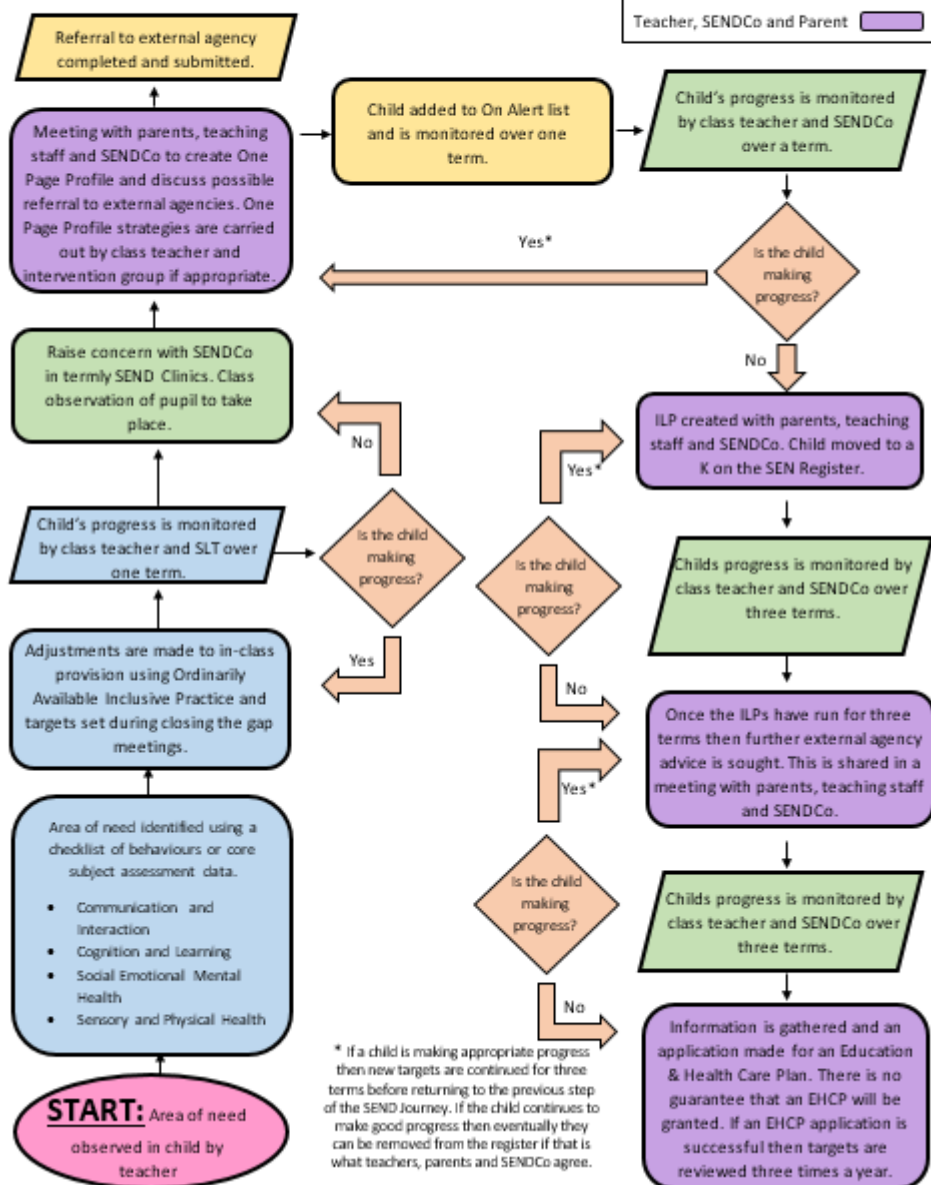 Teacher, SENDCo and Parent
Referral to external agency
completed and submitted.
Meeting with parents, teaching
staff and SENDCo to create One
Page Profile and discuss possible
referral to external agencies. One
Page Profile strategies are carried
out by class teacher and
intervention group if appropriate.
Child added to On Alert list
and is monitored over one
term.
Child's progress is monitored
by class teacher and SENDCo
over a term.
Is the child
making
progress?
Yes*
No
Raise concern with SENDCo
in termly SEND Clinics. Class
observation of pupil to take
place.
No
Child's progress is monitored
by class teacher and SLT over
one term.
Is the child
making
progress?
Yes
Adjustments are made to in-class
provision using Ordinarily
Available Inclusive Practice and
targets set during closing the gap
meetings.
Area of need identified using a
checklist of behaviours or core
subject assessment data.
• Communication and
Interaction
• Cognition and Learning
• Social Emotional Mental
Health
• Sensory and Physical Health
START: Area of need
observed in child by
teacher
ILP created with parents, teaching
staff and SENDCo. Child moved to a
K on the SEN Register.
Yes*
Is the child
making
progress?
No
Childs progress is monitored by
class teacher and SENDCo over
three terms.
Once the ILPs have run for three
terms then further external agency
advice is sought. This is shared in a
meeting with parents, teaching staff
and SENDCo.
Yes*
Is the child
making
progress?
No
Childs progress is monitored by
class teacher and SENDCo over
three terms.
Information is gathered and an
application made for an Education
& Health Care Plan. There is no
guarantee that an EHCP will be
granted. If an EHCP application is
successful then targets are
reviewed three times a year.
* If a child is making appropriate progress
then new targets are continued for three
terms before returning to the previous step
of the SEND Journey. If the child continues to
make good progress then eventually they
can be removed from the register if that is
what teachers, parents and SENDCo agree.